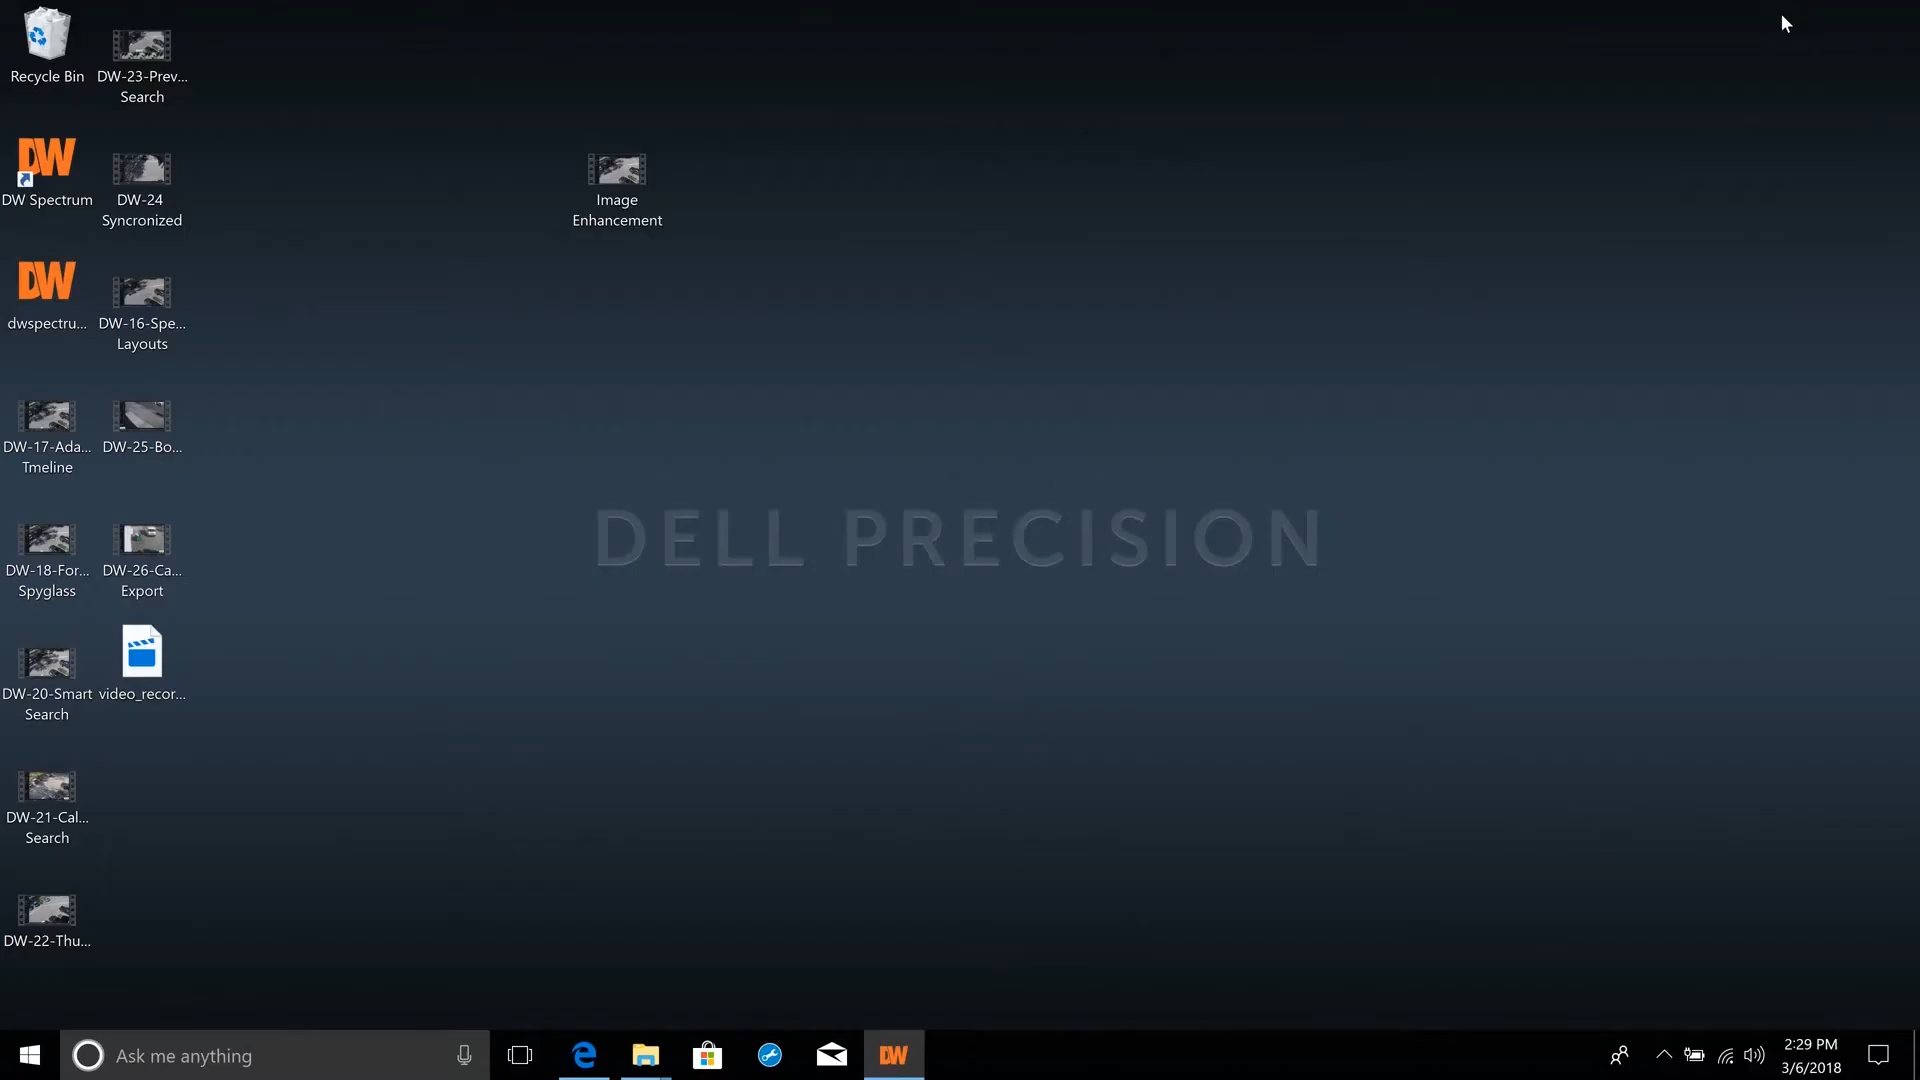 Recycle Bin
DW-23-Prev...
Search
DW
DW Spectrum
DW-24
Syncronized
Image
Enhancement
DW
dwspectru...
DW-16-Spe...
Layouts
DW-17-Ada...
Tmeline
DW-25-Bo...
DELL PRECISION
DW-18-For...
Spyglass
DW-26-Ca...
Export
DW-20-Smart
Search
video_recor...
DW-21-Cal...
Search
DW-22-Thu...
Ask me anything
DW
2:29 PM
3/6/2018